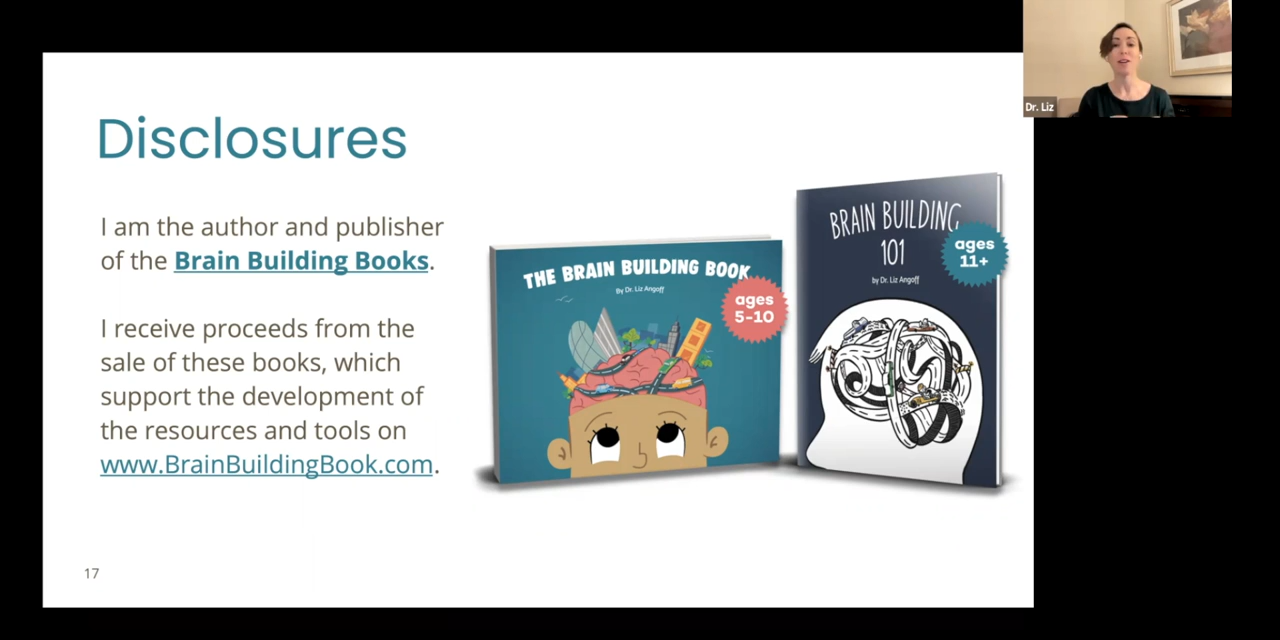 Disclosures
I am the author and publisher
of the Brain Building Books.
I receive proceeds from the
sale of these books, which
support the development of
the resources and tools on
www.BrainBuildingBook.com.
17
THE BRAIN BUILDING BOOK
By Dr. Liz Angoff
ages
5-10
BRAIN BUILDING
101
by Dr. Liz Angoff
ages
11+
Dr. Liz